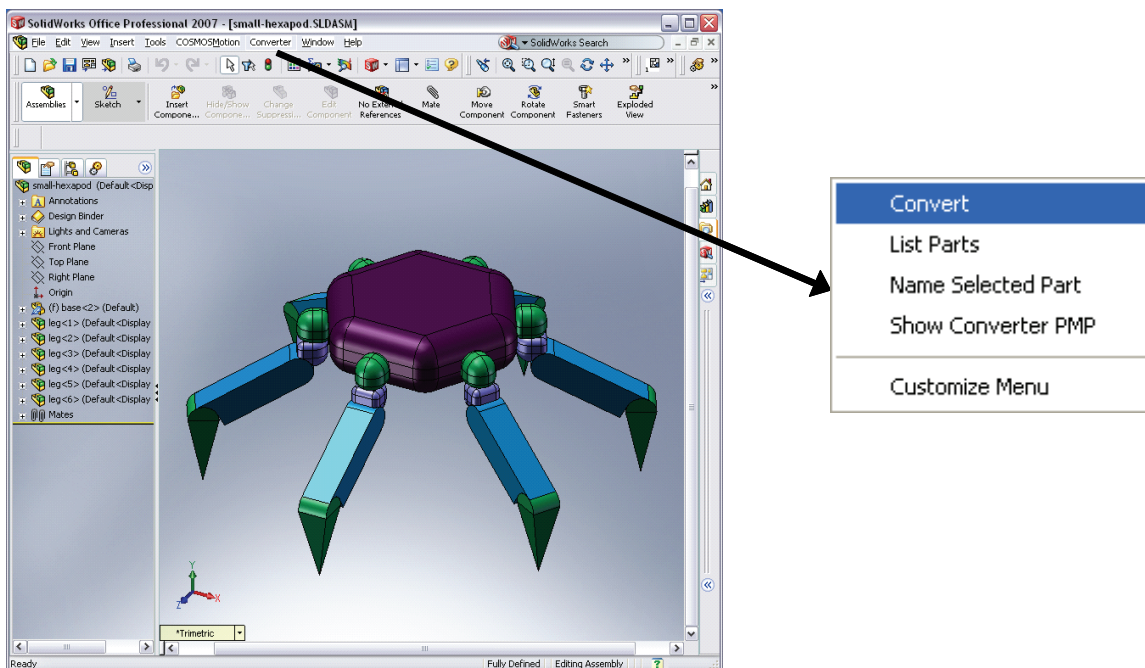 SolidWorks Office Professional 2007 - [small-hexapod.SLDASM]
File Edit View Insert Tools COSMOSMotion Converter Window Help
SolidWorks Search
Assemblies
Sketch
Insert Compone...
Hide/Show Compone...
Change Suppressi...
Edit Component
No External References
Mate
Move Component
Rotate Component
Smart Fasteners
Exploded View
small-hexapod (Default<Disp
Annotations
Design Binder
Lights and Cameras
Front Plane
Top Plane
Right Plane
Origin
(f) base<2> (Default)
leg<1> (Default<Display
leg<2> (Default<Display
leg<3> (Default<Display
leg<4> (Default<Display
leg<5> (Default<Display
leg<6> (Default<Display
Mates
Y
Z
X
*Trimetric
Ready
Fully Defined
Editing Assembly
Convert
List Parts
Name Selected Part
Show Converter PMP
Customize Menu